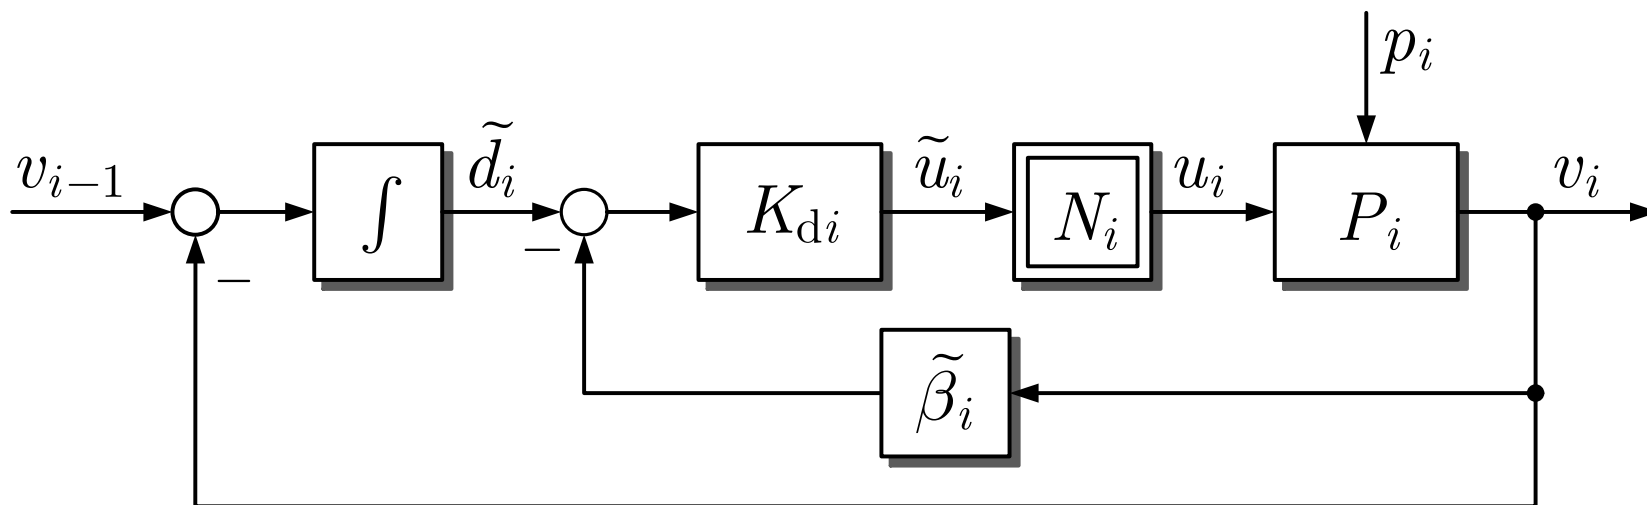 p_i
v_{i−1}
∫
\tilde{d}_i
−
K_{di}
\tilde{u}_i
N_i
u_i
P_i
v_i
−
\tilde{β}_i